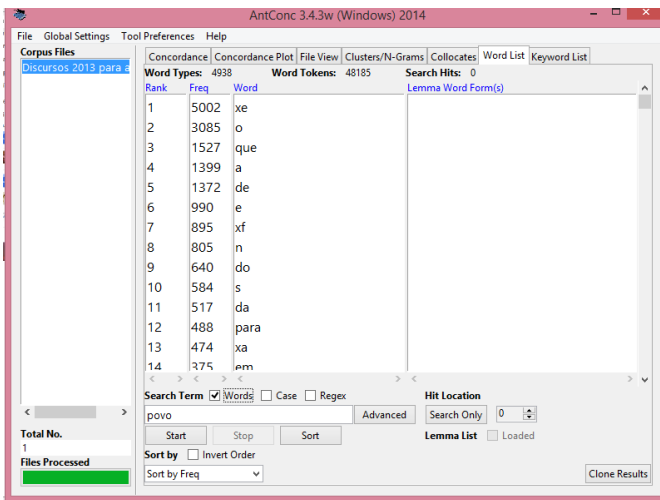 AntConc 3.4.3w (Windows) 2014
File Global Settings Tool Preferences Help
Corpus Files
Discursos 2013 para a
Concordance Concordance Plot File View Clusters/N-Grams Collocates Word List Keyword List
Word Types: 4938 Word Tokens: 48185 Search Hits: 0
Rank Freq Word Lemma Word Form(s)
1 5002 xe
2 3085 o
3 1527 que
4 1399 a
5 1372 de
6 990 e
7 895 xf
8 805 n
9 640 do
10 584 s
11 517 da
12 488 para
13 474 xa
14 375 em
Search Term Words Case Regex Hit Location
povo Advanced Search Only 0
Total No.
1
Start Stop Sort Lemma List Loaded
Files Processed
Sort by Invert Order
Sort by Freq Clone Results